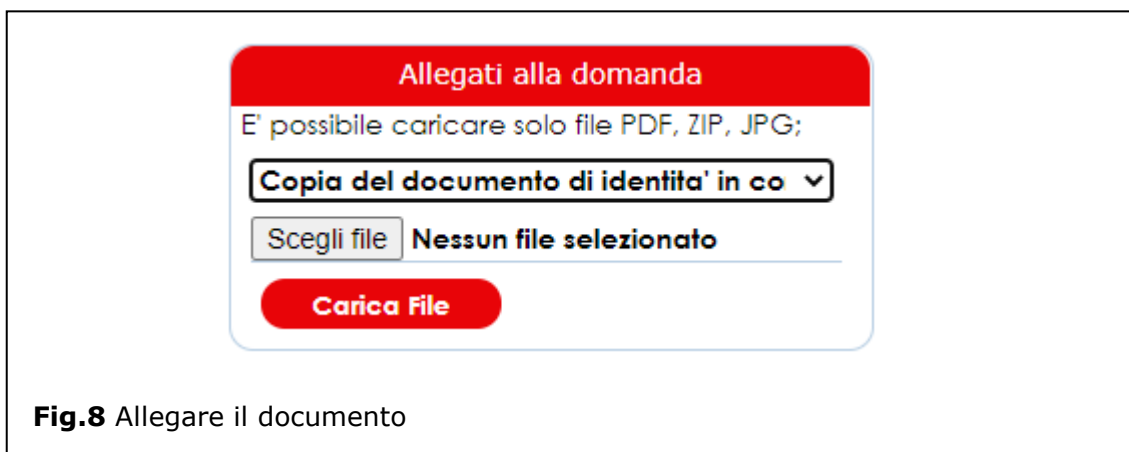 Allegati alla domanda
E' possibile caricare solo file PDF, ZIP, JPG;
Copia del documento di identita' in co
Scegli file Nessun file selezionato
Carica File
Fig.8 Allegare il documento